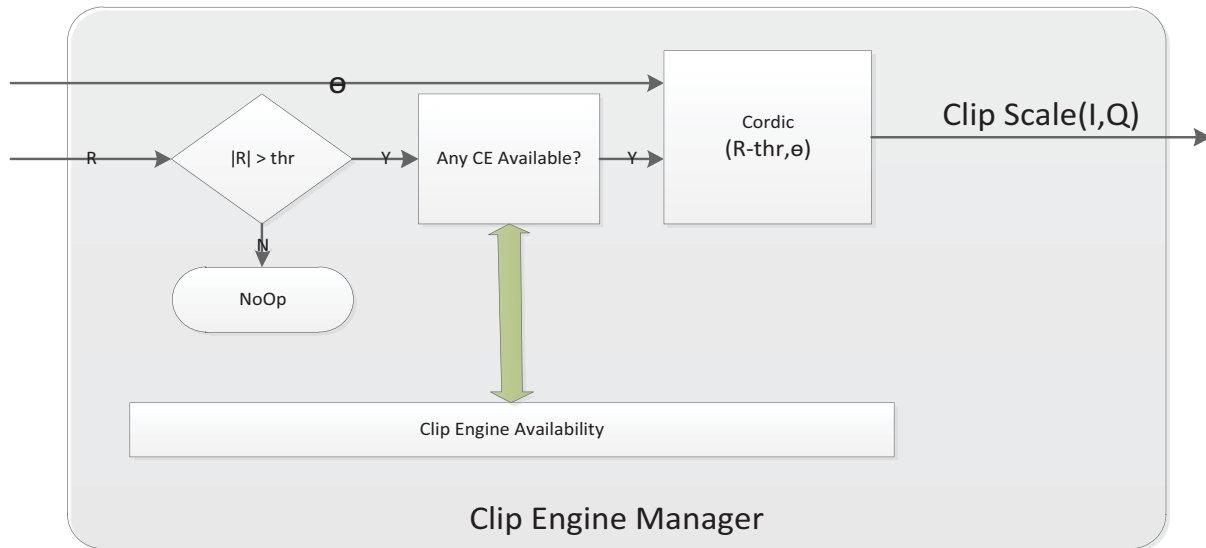 ɵ
Cordic
(R-thr,ɵ)
Clip Scale(I,Q)
R
|R| > thr
Y
Any CE Available?
Y
N
NoOp
Clip Engine Availability
Clip Engine Manager